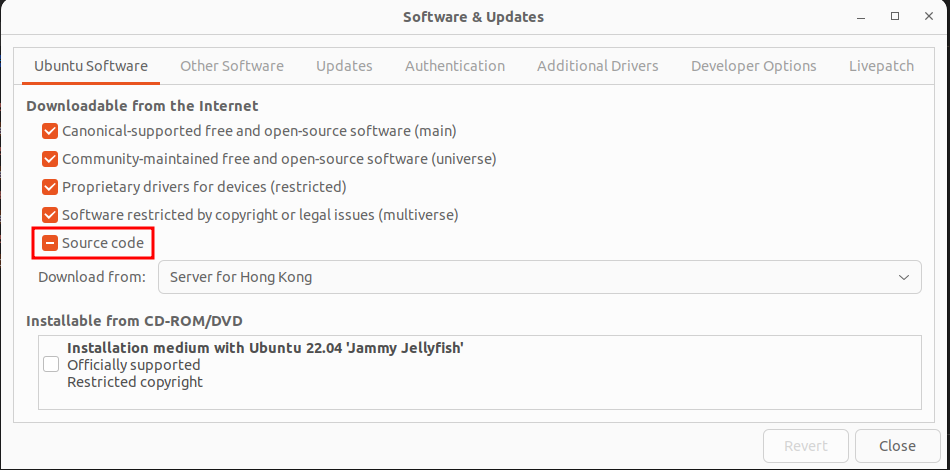 Software & Updates
Ubuntu Software Other Software Updates Authentication Additional Drivers Developer Options Livepatch
Downloadable from the Internet
Canonical-supported free and open-source software (main)
Community-maintained free and open-source software (universe)
Proprietary drivers for devices (restricted)
Software restricted by copyright or legal issues (multiverse)
Source code
Download from: Server for Hong Kong
Installable from CD-ROM/DVD
Installation medium with Ubuntu 22.04 'Jammy Jellyfish'
Officially supported
Restricted copyright
Revert Close